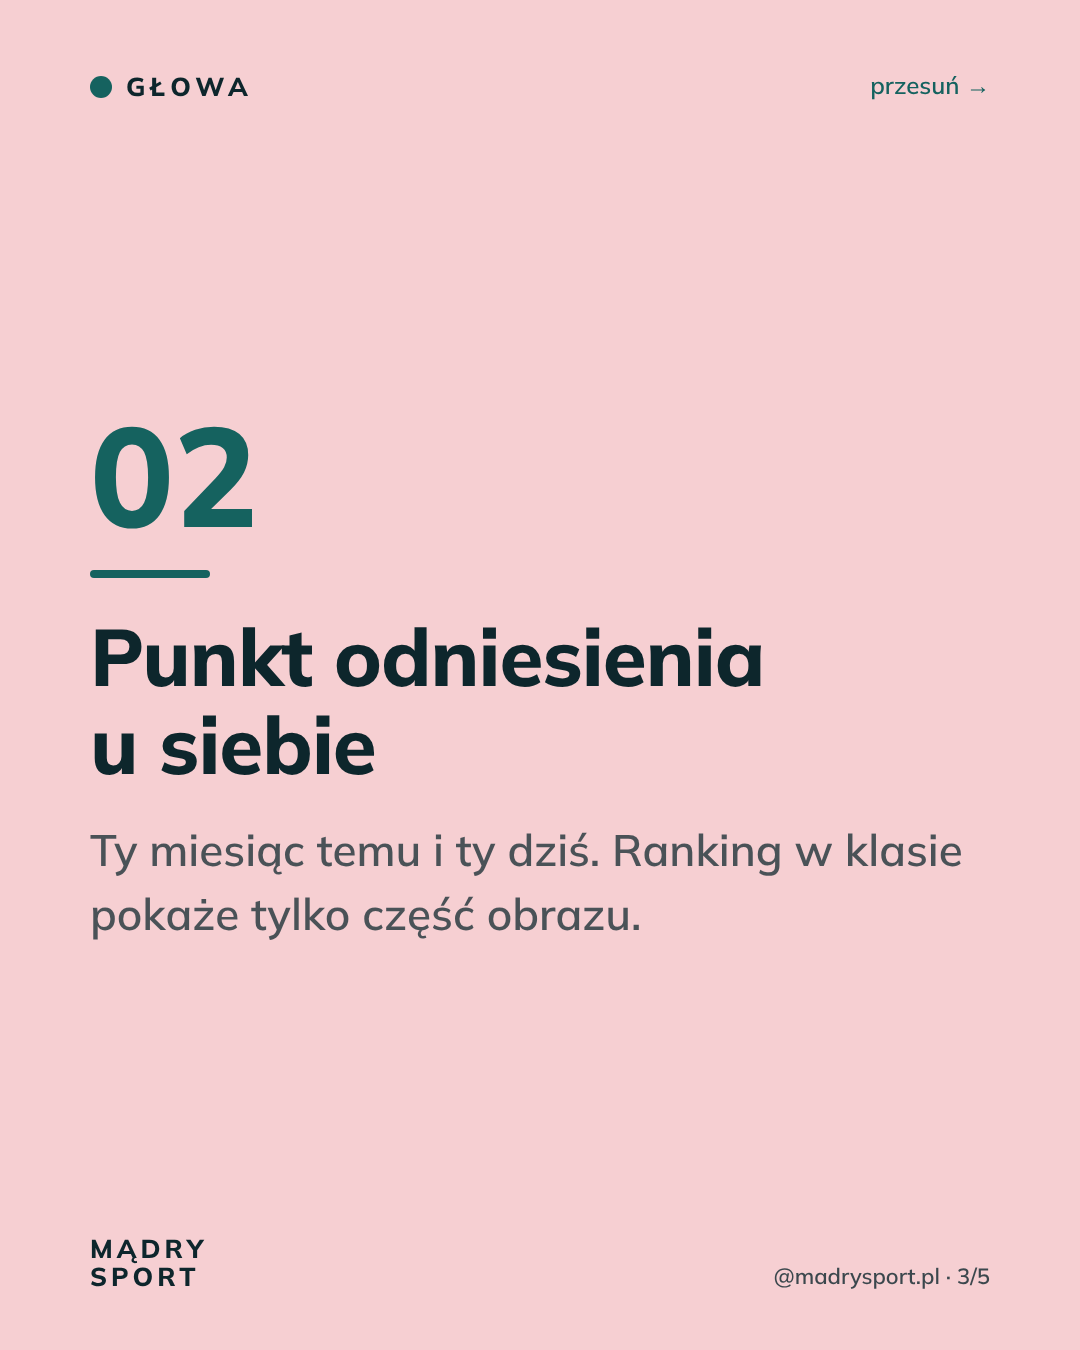 GŁOWA
przesuń →
02
Punkt odniesienia
u siebie
Ty miesiąc temu i ty dziś. Ranking w klasie
pokaże tylko część obrazu.
MĄDRY
SPORT
@madrysport.pl · 3/5